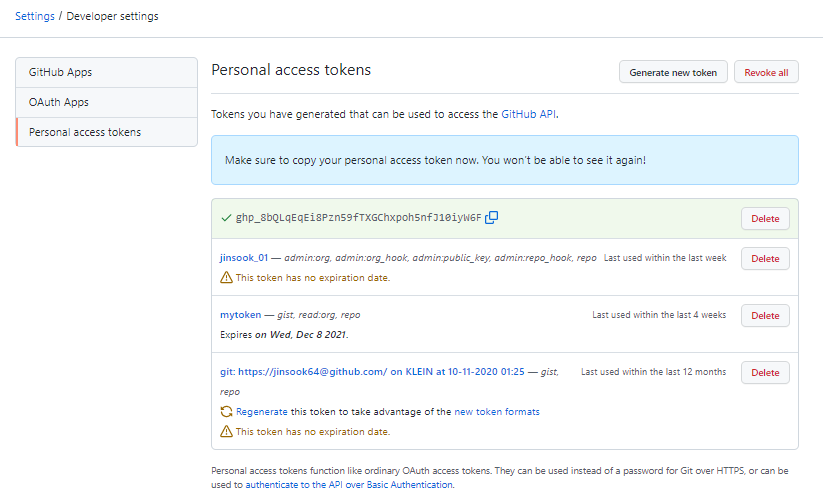 Settings / Developer settings
GitHub Apps
OAuth Apps
Personal access tokens
Personal access tokens
Generate new token
Revoke all
Tokens you have generated that can be used to access the GitHub API.
Make sure to copy your personal access token now. You won't be able to see it again!
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
Delete
jinsook_01 — admin:org, admin:org_hook, admin:public_key, admin:repo_hook, repo Last used within the last week
Delete
This token has no expiration date.
mytoken — gist, read:org, repo Last used within the last 4 weeks
Delete
Expires on Wed, Dec 8 2021.
git: https://jinsook64@github.com/ on KLEIN at 10-11-2020 01:25 — gist, Last used within the last 12 months
Delete
repo
Regenerate this token to take advantage of the new token formats
This token has no expiration date.
Personal access tokens function like ordinary OAuth access tokens. They can be used instead of a password for Git over HTTPS, or can be
used to authenticate to the API over Basic Authentication.